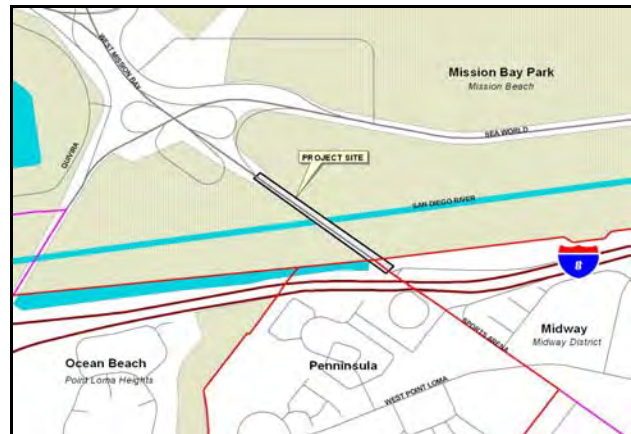 WEST MISSION BAY
Mission Bay Park
Mission Beach
SEA WORLD
QUIVIRA
PROJECT SITE
SAN DIEGO RIVER
8
Ocean Beach
Point Loma Heights
Penninsula
SPORTS ARENA
Midway
Midway District
WEST POINT LOMA